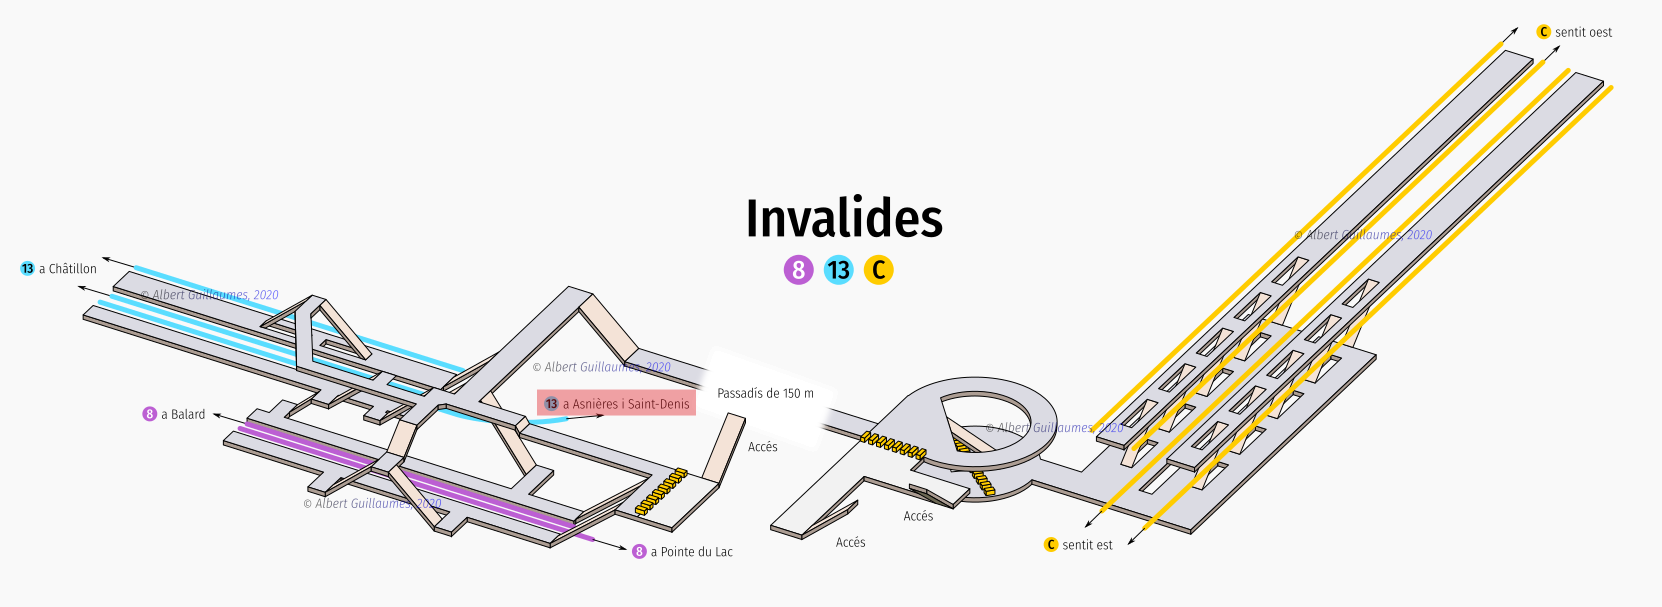 C sentit oest
Invalides
8 13 C
© Albert Guillaumes, 2020
13 a Châtillon
© Albert Guillaumes, 2020
© Albert Guillaumes, 2020
Passadís de 150 m
13 a Asnières i Saint-Denis
8 a Balard
© Albert Guillaumes, 2020
Accés
© Albert Guillaumes, 2020
Accés
Accés
C sentit est
8 a Pointe du Lac